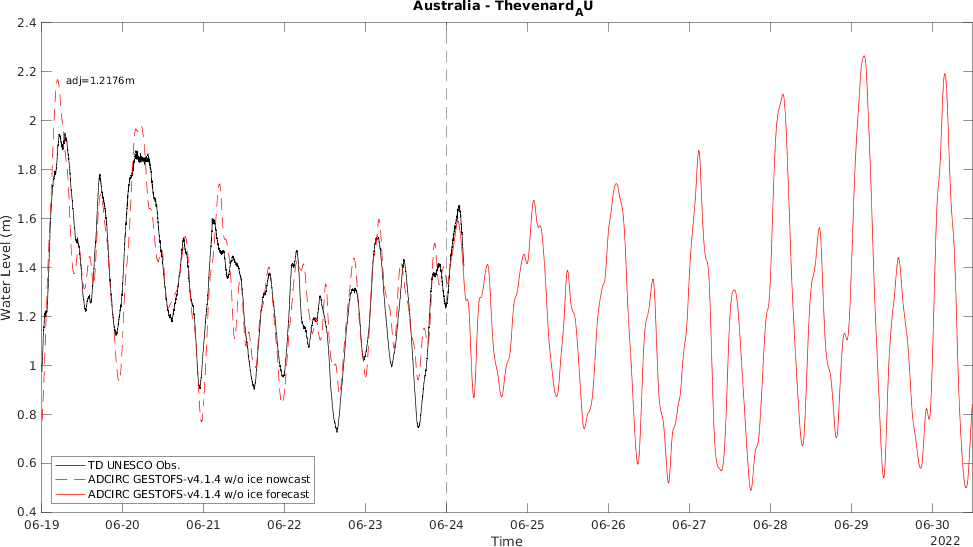 Australia - Thevenard_AU
adj=1.2176m
Water Level (m)
2.4
2.2
2
1.8
1.6
1.4
1.2
1
0.8
0.6
0.4
TD UNESCO Obs.
ADCIRC GESTOFS-v4.1.4 w/o ice nowcast
ADCIRC GESTOFS-v4.1.4 w/o ice forecast
06-19 06-20 06-21 06-22 06-23 06-24 06-25 06-26 06-27 06-28 06-29 06-30
Time 2022